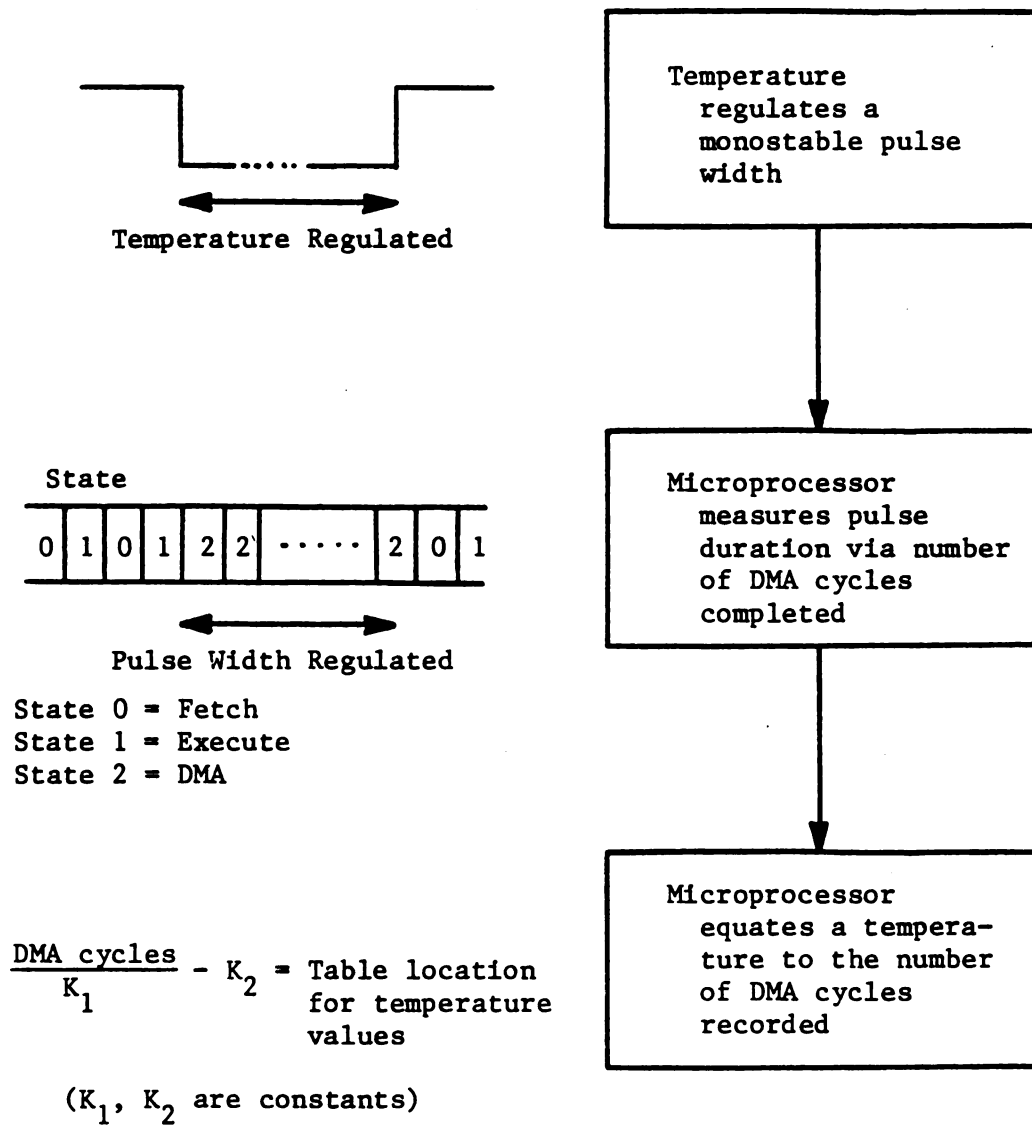 Temperature
regulates a
monostable pulse
width
Temperature Regulated
State
0 1 0 1 2 2 ..... 2 0 1
Pulse Width Regulated
State 0 = Fetch
State 1 = Execute
State 2 = DMA
Microprocessor
measures pulse
duration via number
of DMA cycles
completed
DMA cycles
K1 - K2 = Table location
for temperature
values
(K1, K2 are constants)
Microprocessor
equates a tempera-
ture to the number
of DMA cycles
recorded